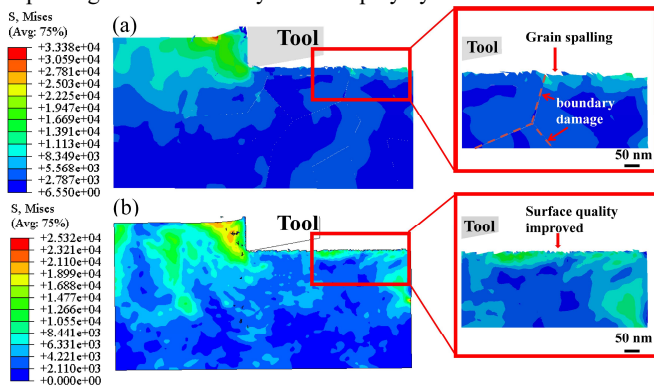 S, Mises
(Avg: 75%)
+3.338e+04
+3.059e+04
+2.781e+04
+2.503e+04
+2.225e+04
+1.947e+04
+1.669e+04
+1.391e+04
+1.113e+04
+8.349e+03
+5.568e+03
+2.787e+03
+6.550e+00
(a)
Tool
Tool
Grain spalling
boundary
damage
50 nm
S, Mises
(Avg: 75%)
+2.532e+04
+2.321e+04
+2.110e+04
+1.899e+04
+1.688e+04
+1.477e+04
+1.266e+04
+1.055e+04
+8.441e+03
+6.331e+03
+4.221e+03
+2.110e+03
+0.000e+00
(b)
Tool
Tool
Surface quality
improved
50 nm